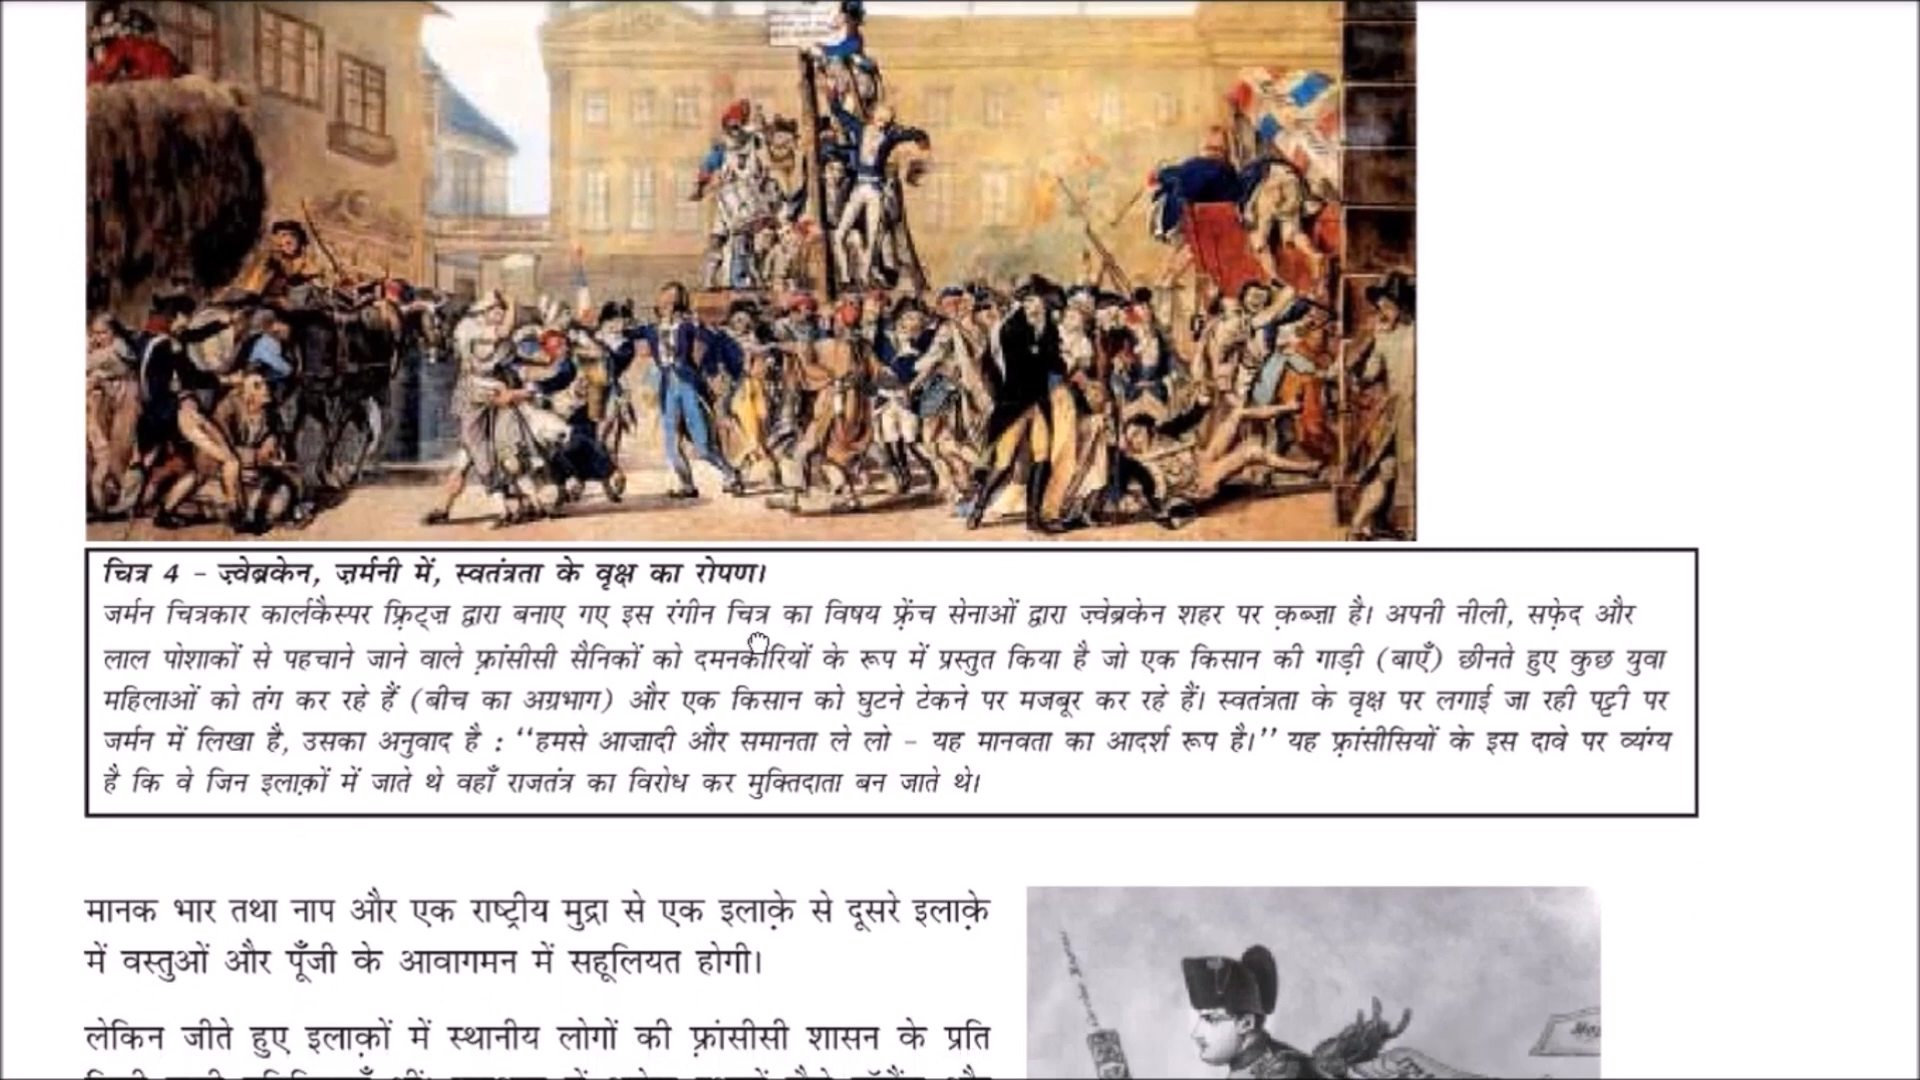 चित्र 4 - ज़्वेब्रकेन, ज़र्मनी में, स्वतंत्रता के वृक्ष का रोपण।
जर्मन चित्रकार कार्लकैस्पर फ़्रिट्ज़ द्वारा बनाए गए इस रंगीन चित्र का विषय फ़्रेंच सेनाओं द्वारा ज़्वेब्रकेन शहर पर क़ब्ज़ा है। अपनी नीली, सफ़ेद और
लाल पोशाकों से पहचाने जाने वाले फ़्रांसीसी सैनिकों को दमनकारियों के रूप में प्रस्तुत किया है जो एक किसान की गाड़ी (बाएँ) छीनते हुए कुछ युवा
महिलाओं को तंग कर रहे हैं (बीच का अग्रभाग) और एक किसान को घुटने टेकने पर मजबूर कर रहे हैं। स्वतंत्रता के वृक्ष पर लगाई जा रही पट्टी पर
जर्मन में लिखा है, उसका अनुवाद है : ‘‘हमसे आज़ादी और समानता ले लो - यह मानवता का आदर्श रूप है।’’ यह फ़्रांसीसियों के इस दावे पर व्यंग्य
है कि वे जिन इलाक़ों में जाते थे वहाँ राजतंत्र का विरोध कर मुक्तिदाता बन जाते थे।
मानक भार तथा नाप और एक राष्ट्रीय मुद्रा से एक इलाक़े से दूसरे इलाक़े
में वस्तुओं और पूँजी के आवागमन में सहूलियत होगी।
लेकिन जीते हुए इलाक़ों में स्थानीय लोगों की फ़्रांसीसी शासन के प्रति